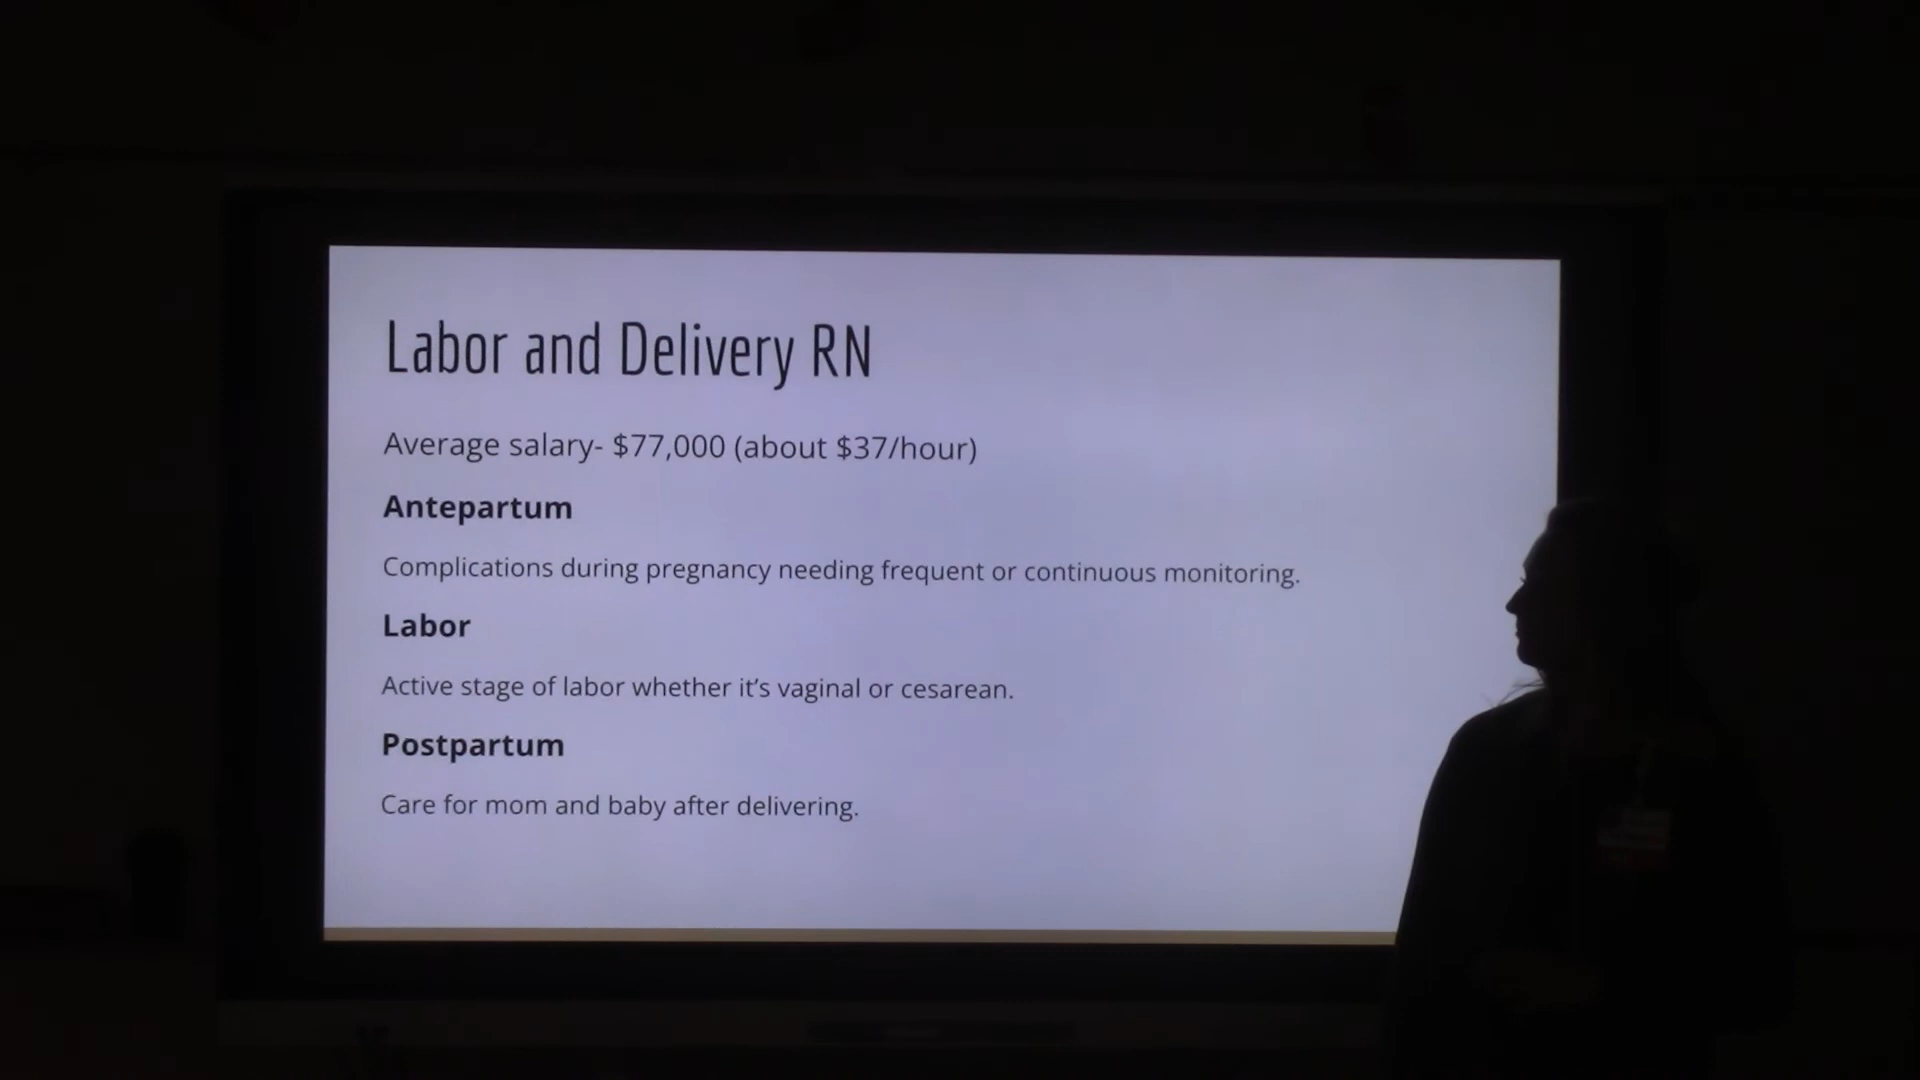 Labor and Delivery RN
Average salary- $77,000 (about $37/hour)
Antepartum
Complications during pregnancy needing frequent or continuous monitoring.
Labor
Active stage of labor whether it’s vaginal or cesarean.
Postpartum
Care for mom and baby after delivering.